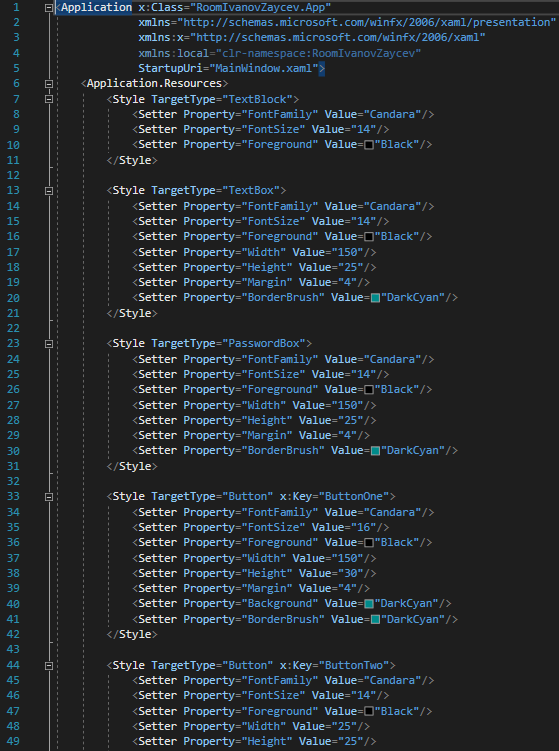 1 <Application x:Class="RoomIvanovZaycev.App"
2 xmlns="http://schemas.microsoft.com/winfx/2006/xaml/presentation"
3 xmlns:x="http://schemas.microsoft.com/winfx/2006/xaml"
4 xmlns:local="clr-namespace:RoomIvanovZaycev"
5 StartupUri="MainWindow.xaml">
6 <Application.Resources>
7 <Style TargetType="TextBlock">
8 <Setter Property="FontFamily" Value="Candara"/>
9 <Setter Property="FontSize" Value="14"/>
10 <Setter Property="Foreground" Value="Black"/>
11 </Style>
12
13 <Style TargetType="TextBox">
14 <Setter Property="FontFamily" Value="Candara"/>
15 <Setter Property="FontSize" Value="14"/>
16 <Setter Property="Foreground" Value="Black"/>
17 <Setter Property="Width" Value="150"/>
18 <Setter Property="Height" Value="25"/>
19 <Setter Property="Margin" Value="4"/>
20 <Setter Property="BorderBrush" Value="DarkCyan"/>
21 </Style>
22
23 <Style TargetType="PasswordBox">
24 <Setter Property="FontFamily" Value="Candara"/>
25 <Setter Property="FontSize" Value="14"/>
26 <Setter Property="Foreground" Value="Black"/>
27 <Setter Property="Width" Value="150"/>
28 <Setter Property="Height" Value="25"/>
29 <Setter Property="Margin" Value="4"/>
30 <Setter Property="BorderBrush" Value="DarkCyan"/>
31 </Style>
32
33 <Style TargetType="Button" x:Key="ButtonOne">
34 <Setter Property="FontFamily" Value="Candara"/>
35 <Setter Property="FontSize" Value="16"/>
36 <Setter Property="Foreground" Value="Black"/>
37 <Setter Property="Width" Value="150"/>
38 <Setter Property="Height" Value="30"/>
39 <Setter Property="Margin" Value="4"/>
40 <Setter Property="Background" Value="DarkCyan"/>
41 <Setter Property="BorderBrush" Value="DarkCyan"/>
42 </Style>
43
44 <Style TargetType="Button" x:Key="ButtonTwo">
45 <Setter Property="FontFamily" Value="Candara"/>
46 <Setter Property="FontSize" Value="14"/>
47 <Setter Property="Foreground" Value="Black"/>
48 <Setter Property="Width" Value="25"/>
49 <Setter Property="Height" Value="25"/>